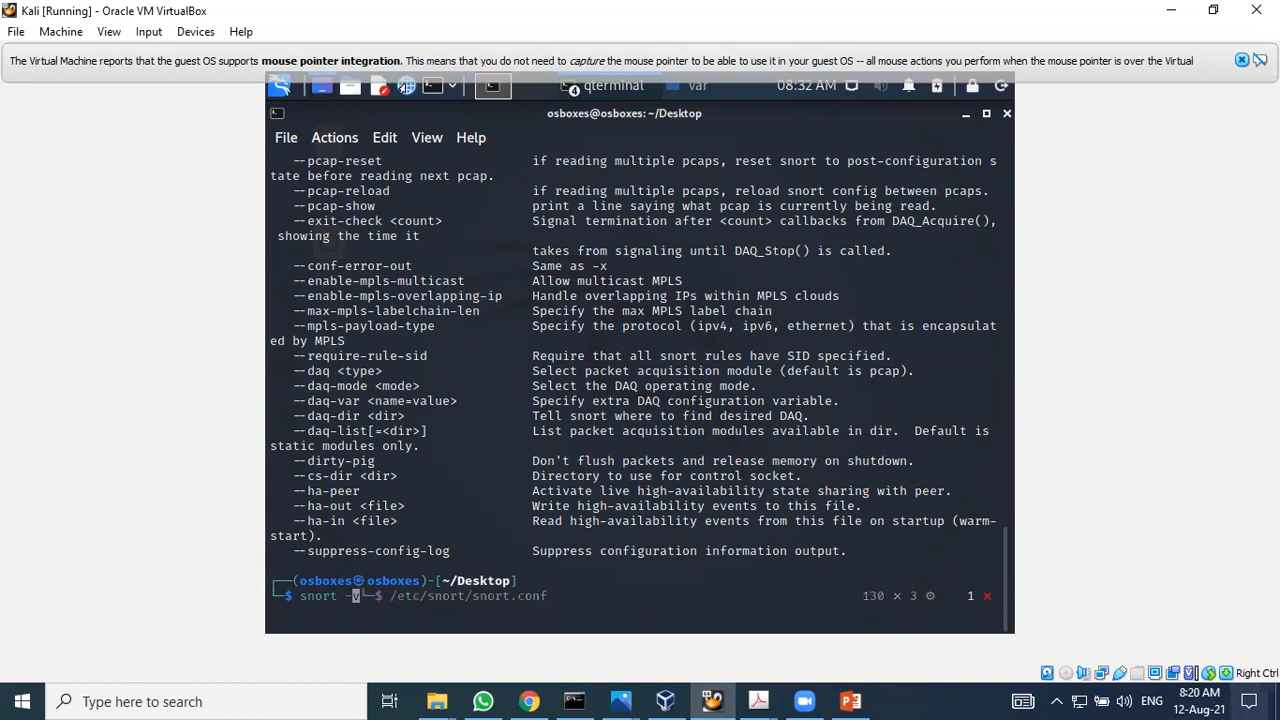 Kali [Running] - Oracle VM VirtualBox
File Machine View Input Devices Help
The Virtual Machine reports that the guest OS supports mouse pointer integration. This means that you do not need to capture the mouse pointer to be able to use it in your guest OS -- all mouse actions you perform when the mouse pointer is over the Virtual
4 qterminal var 08:32 AM
osboxes@osboxes: ~/Desktop
File Actions Edit View Help
--pcap-reset if reading multiple pcaps, reset snort to post-configuration s
tate before reading next pcap.
--pcap-reload if reading multiple pcaps, reload snort config between pcaps.
--pcap-show print a line saying what pcap is currently being read.
--exit-check <count> Signal termination after <count> callbacks from DAQ_Acquire(),
showing the time it
takes from signaling until DAQ_Stop() is called.
--conf-error-out Same as -x
--enable-mpls-multicast Allow multicast MPLS
--enable-mpls-overlapping-ip Handle overlapping IPs within MPLS clouds
--max-mpls-labelchain-len Specify the max MPLS label chain
--mpls-payload-type Specify the protocol (ipv4, ipv6, ethernet) that is encapsulat
ed by MPLS
--require-rule-sid Require that all snort rules have SID specified.
--daq <type> Select packet acquisition module (default is pcap).
--daq-mode <mode> Select the DAQ operating mode.
--daq-var <name=value> Specify extra DAQ configuration variable.
--daq-dir <dir> Tell snort where to find desired DAQ.
--daq-list[=<dir>] List packet acquisition modules available in dir. Default is
static modules only.
--dirty-pig Don't flush packets and release memory on shutdown.
--cs-dir <dir> Directory to use for control socket.
--ha-peer Activate live high-availability state sharing with peer.
--ha-out <file> Write high-availability events to this file.
--ha-in <file> Read high-availability events from this file on startup (warm-
start).
--suppress-config-log Suppress configuration information output.
┌──(osboxes㉿osboxes)-[~/Desktop]
└─$ snort -v└─$ /etc/snort/snort.conf 130 × 3 ⚙ 1 ×
Right Ctrl
Type here to search
ENG
8:20 AM
12-Aug-21